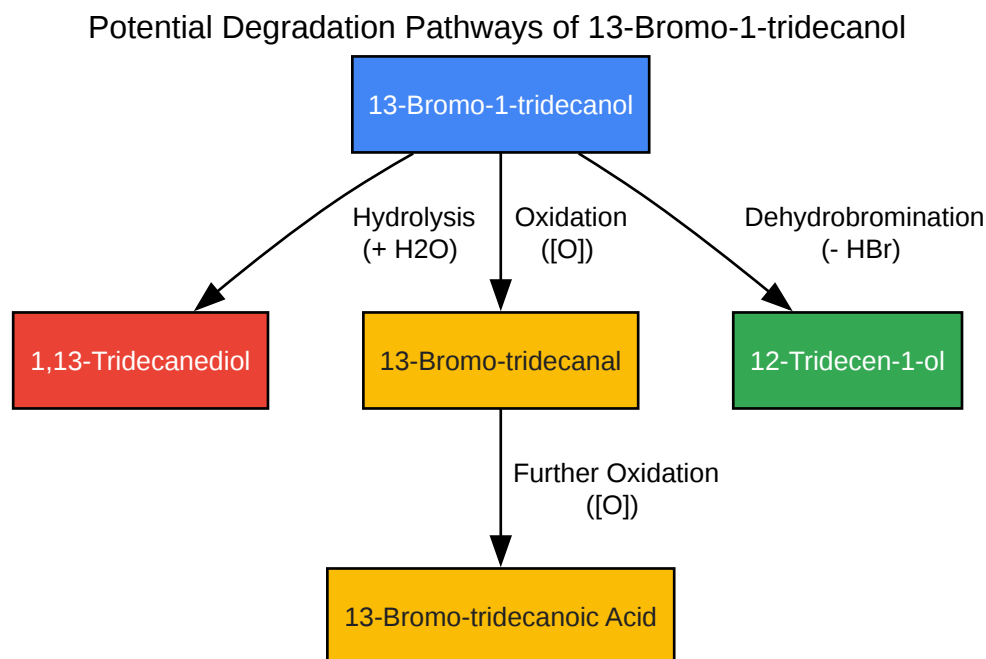 Potential Degradation Pathways of 13-Bromo-1-tridecanol
13-Bromo-1-tridecanol
Hydrolysis
(+ H2O)
Oxidation
([O])
Dehydrobromination
(- HBr)
1,13-Tridecanediol
13-Bromo-tridecanal
12-Tridecen-1-ol
Further Oxidation
([O])
13-Bromo-tridecanoic Acid